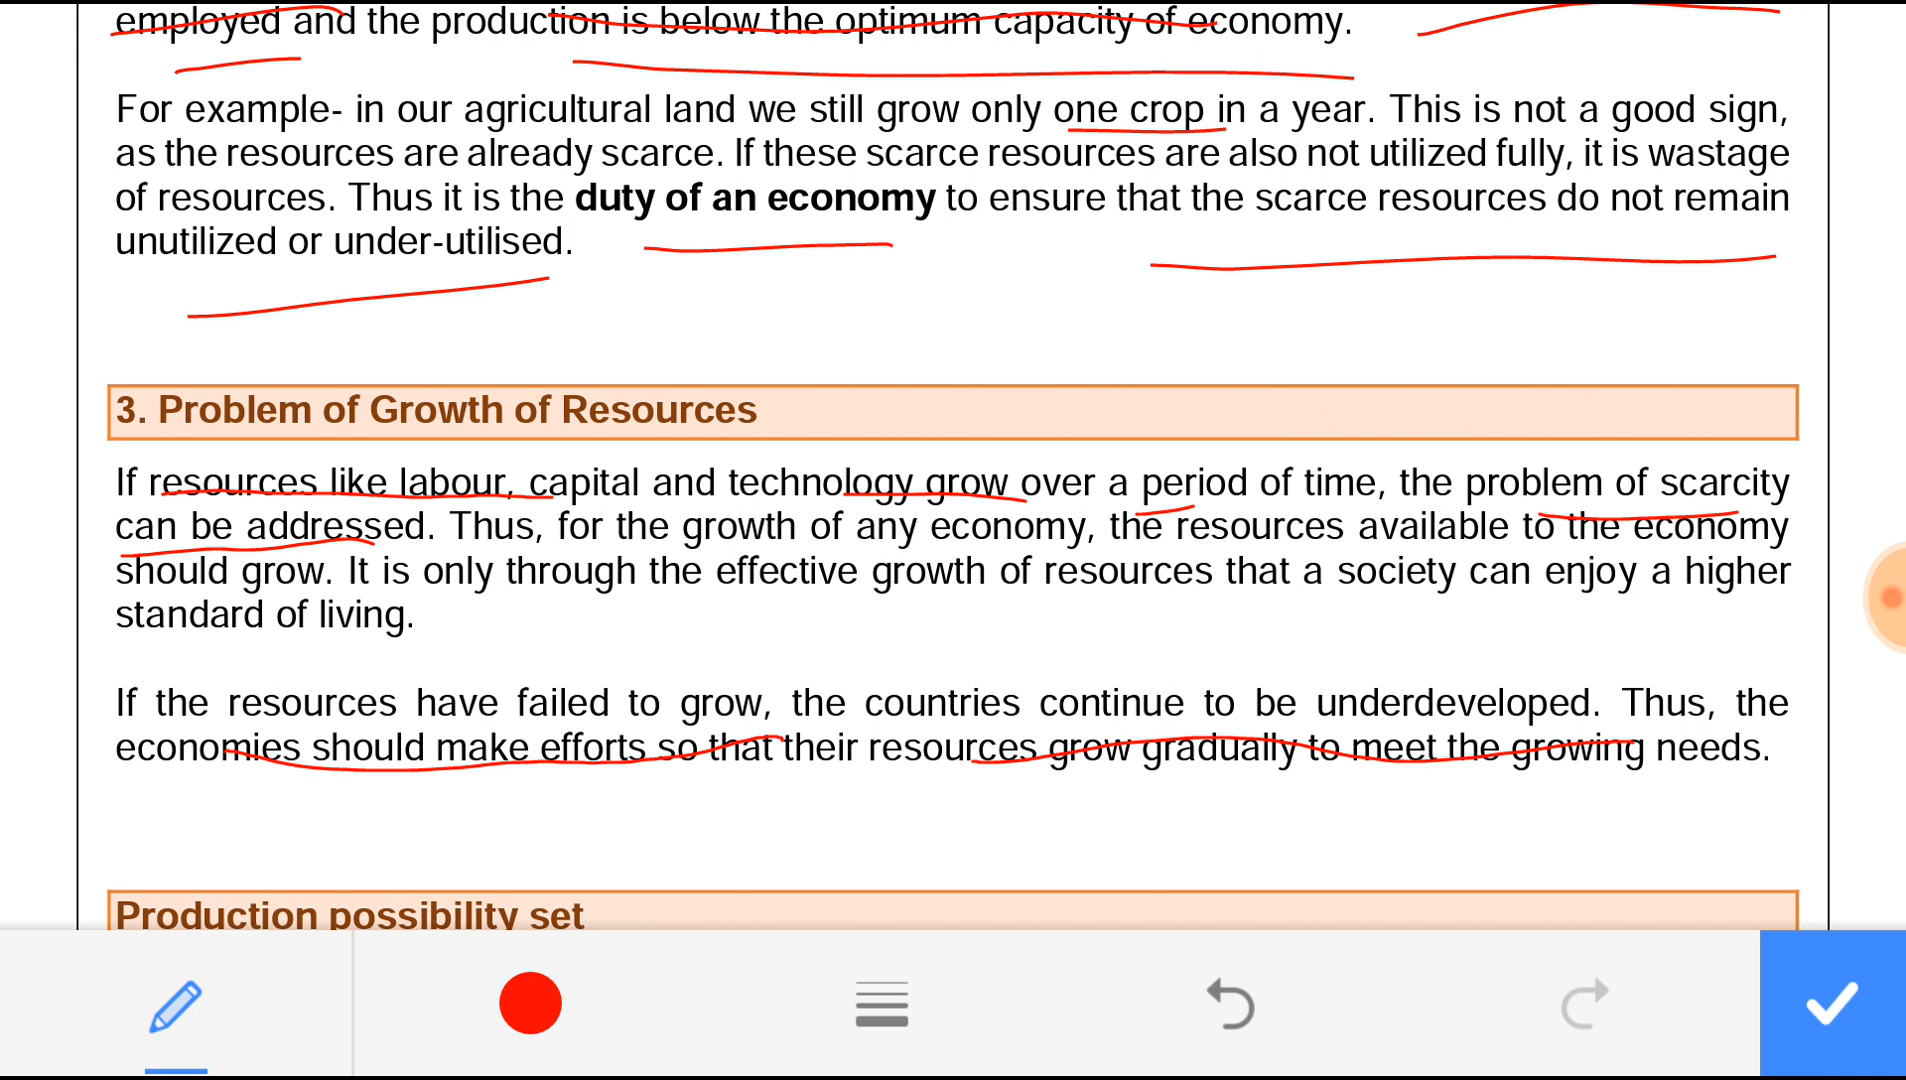 employed and the production is below the optimum capacity of economy.
For example- in our agricultural land we still grow only one crop in a year. This is not a good sign,
as the resources are already scarce. If these scarce resources are also not utilized fully, it is wastage
of resources. Thus it is the duty of an economy to ensure that the scarce resources do not remain
unutilized or under-utilised.
3. Problem of Growth of Resources
If resources like labour, capital and technology grow over a period of time, the problem of scarcity
can be addressed. Thus, for the growth of any economy, the resources available to the economy
should grow. It is only through the effective growth of resources that a society can enjoy a higher
standard of living.
If the resources have failed to grow, the countries continue to be underdeveloped. Thus, the
economies should make efforts so that their resources grow gradually to meet the growing needs.
Production possibility set